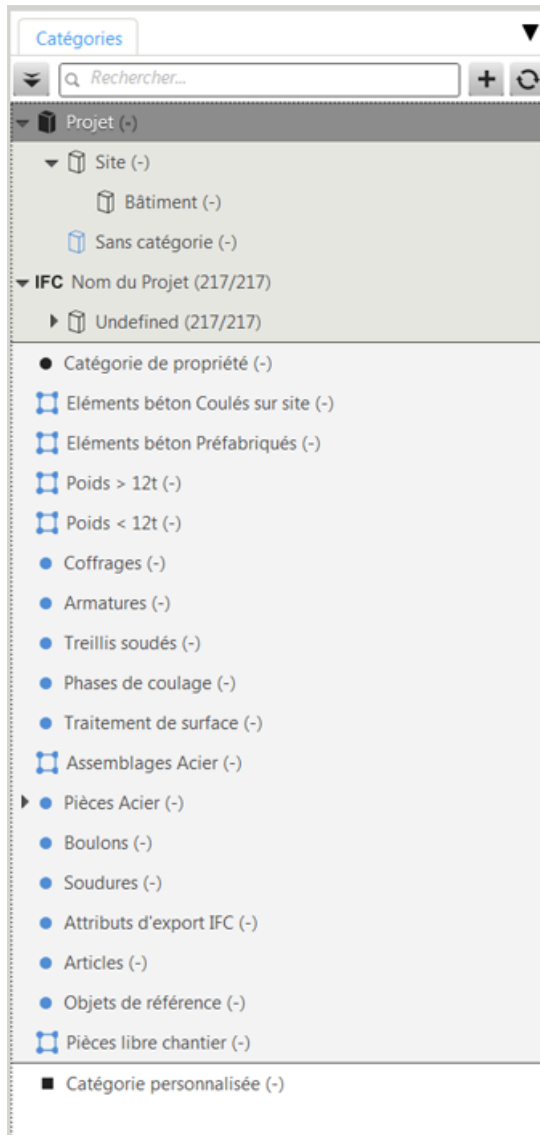 Catégories
Rechercher...
Projet (-)
Site (-)
Bâtiment (-)
Sans catégorie (-)
IFC Nom du Projet (217/217)
Undefined (217/217)
Catégorie de propriété (-)
Eléments béton Coulés sur site (-)
Eléments béton Préfabriqués (-)
Poids > 12t (-)
Poids < 12t (-)
Coffrages (-)
Armatures (-)
Treillis soudés (-)
Phases de coulage (-)
Traitement de surface (-)
Assemblages Acier (-)
Pièces Acier (-)
Boulons (-)
Soudures (-)
Attributs d'export IFC (-)
Articles (-)
Objets de référence (-)
Pièces libre chantier (-)
Catégorie personnalisée (-)